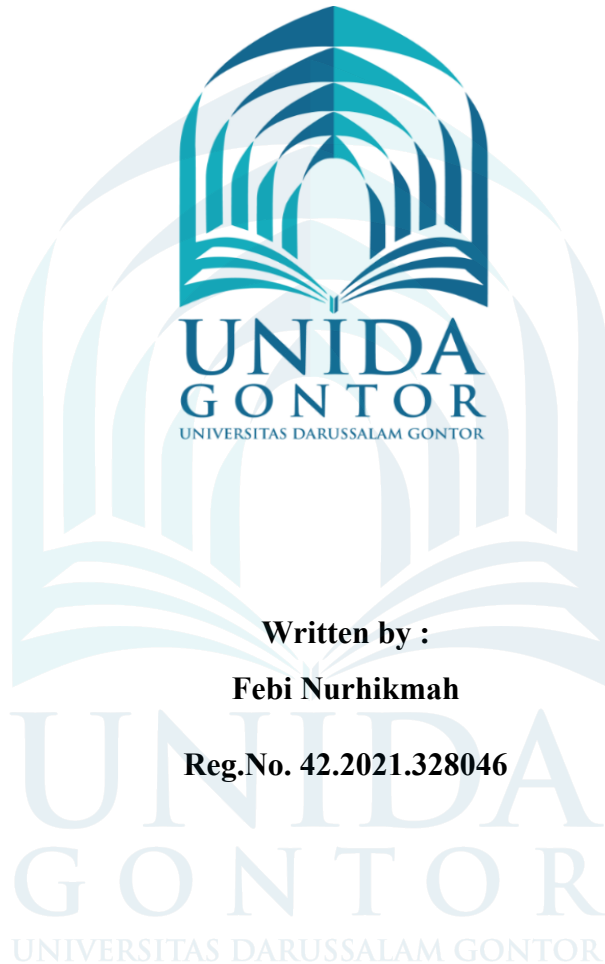 UNIDA
GONTOR
UNIVERSITAS DARUSSALAM GONTOR
Written by :
Febi Nurhikmah
Reg.No. 42.2021.328046
UNIDA
GONTOR
UNIVERSITAS DARUSSALAM GONTOR